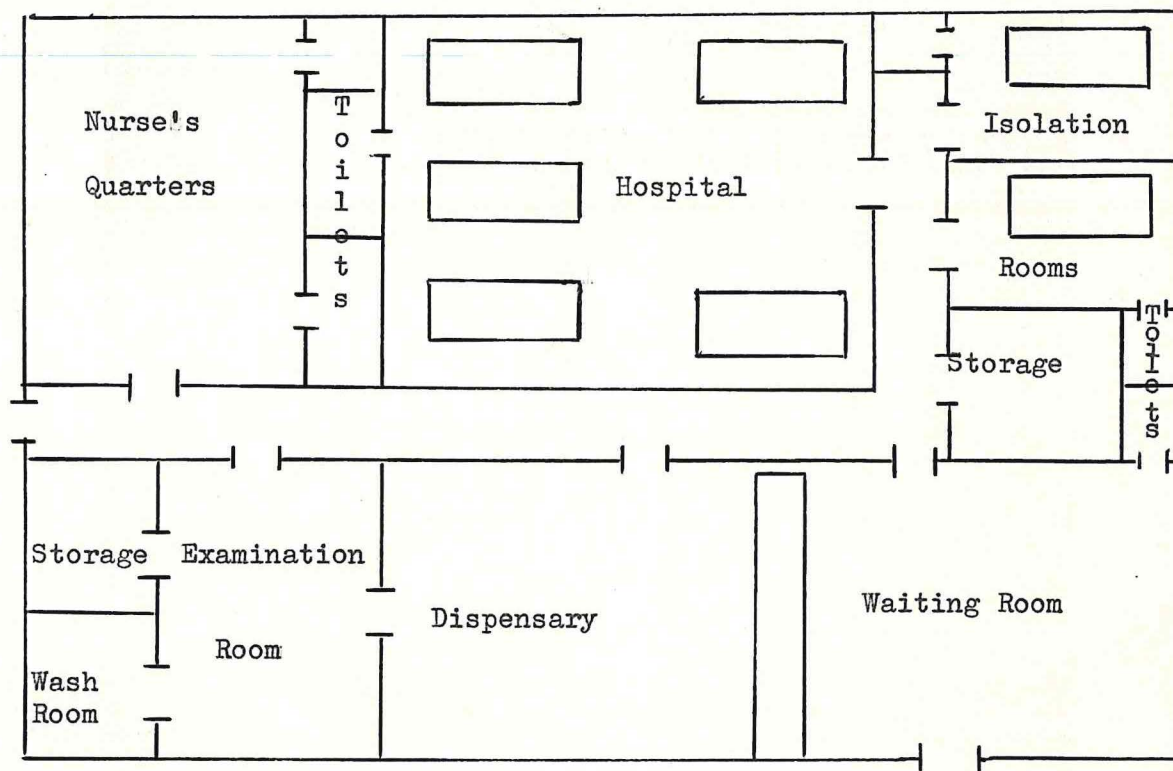 Nurse's
Quarters
Toilets
Hospital
Isolation
Rooms
Storage
Toilets
Storage
Examination
Room
Wash
Room
Dispensary
Waiting Room